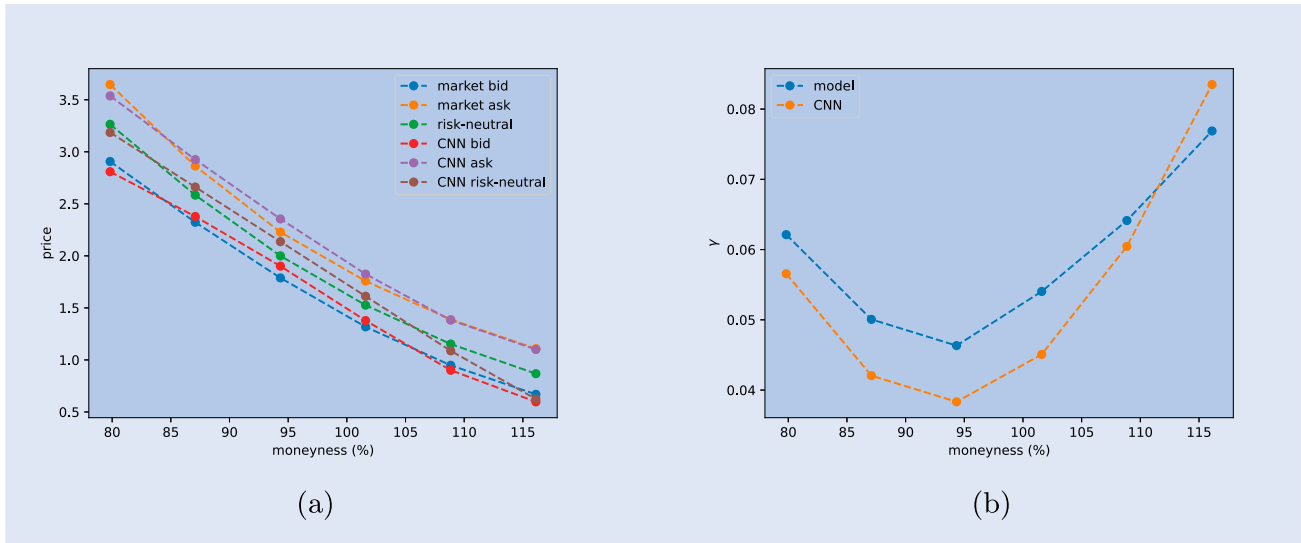 market bid
market ask
risk-neutral
CNN bid
CNN ask
CNN risk-neutral
3.5
3.0
2.5
2.0
1.5
1.0
0.5
price
80 85 90 95 100 105 110 115
moneyness (%)
(a)
model
CNN
0.08
0.07
0.06
0.05
0.04
γ
80 85 90 95 100 105 110 115
moneyness (%)
(b)